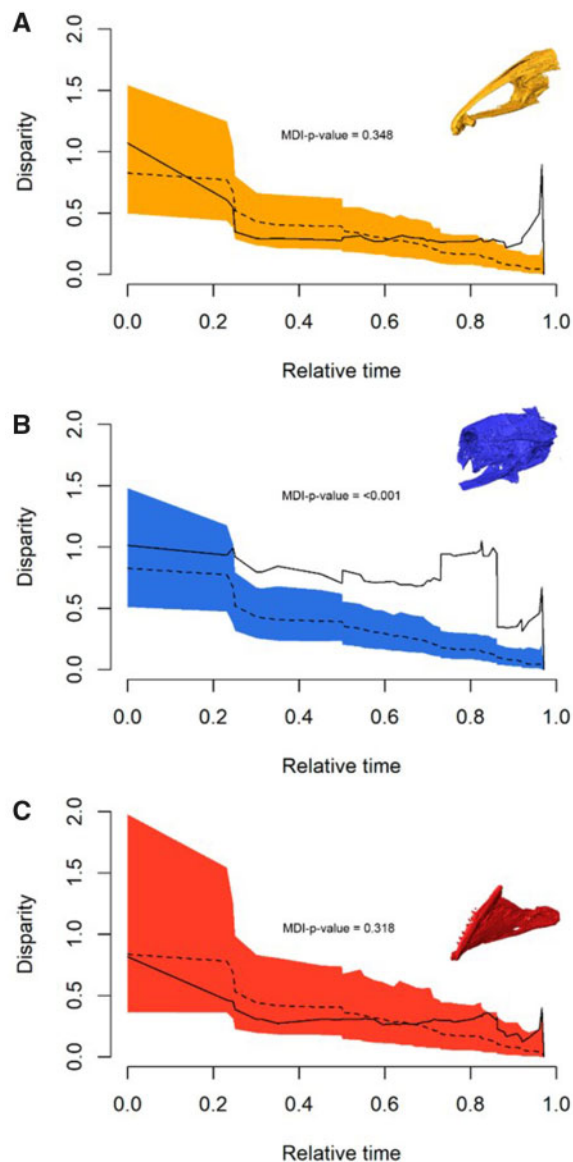 A
2.0
1.5
1.0
0.5
0.0
Disparity
MDI-p-value = 0.348
0.0 0.2 0.4 0.6 0.8 1.0
Relative time
B
2.0
1.5
1.0
0.5
0.0
Disparity
MDI-p-value = <0.001
0.0 0.2 0.4 0.6 0.8 1.0
Relative time
C
2.0
1.5
1.0
0.5
0.0
Disparity
MDI-p-value = 0.318
0.0 0.2 0.4 0.6 0.8 1.0
Relative time